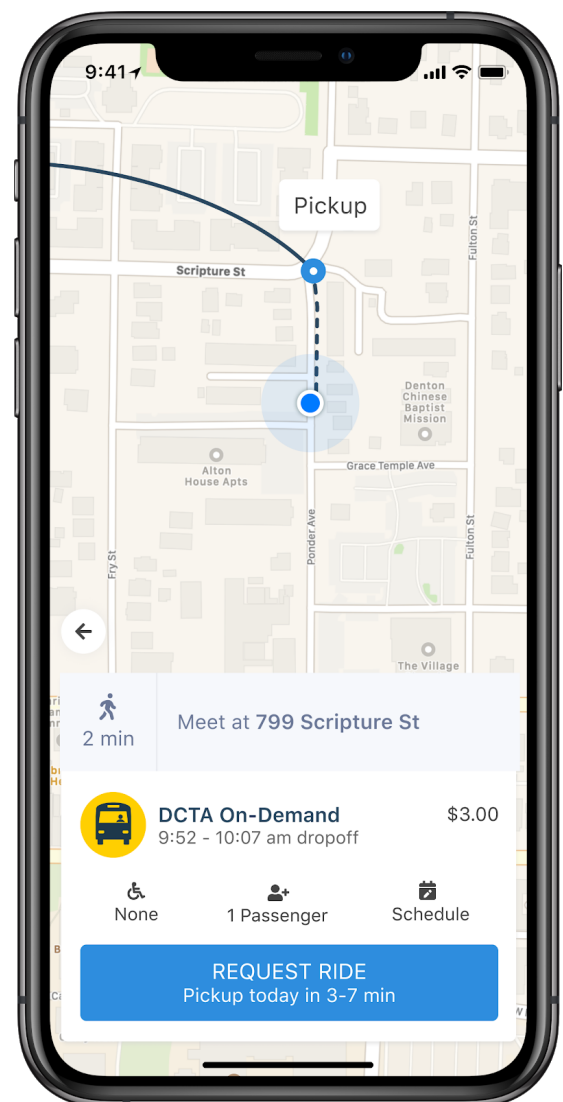 9:41
Pickup
Fulton St
Scripture St
Denton
Chinese
Baptist
Mission
Alton
House Apts
Grace Temple Ave
Ponder Ave
Fulton St
Fry St
The Village
2 min
Meet at 799 Scripture St
DCTA On-Demand
$3.00
9:52 - 10:07 am dropoff
None
1 Passenger
Schedule
REQUEST RIDE
Pickup today in 3-7 min